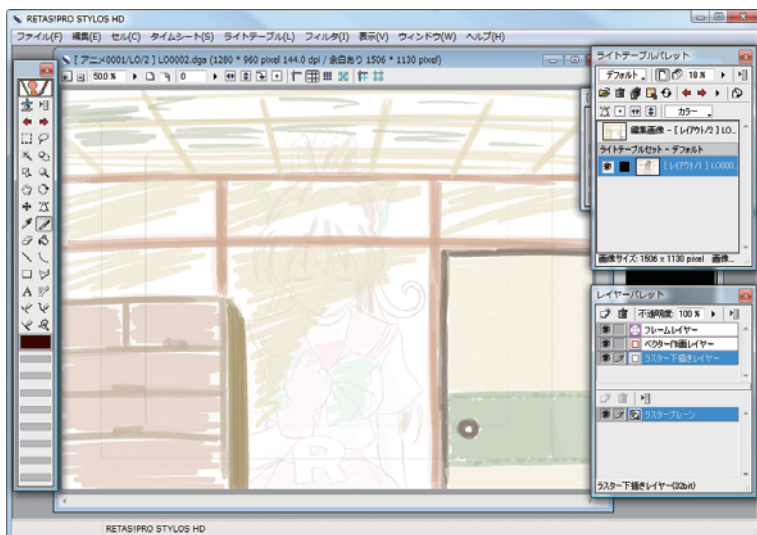 RETAS!PRO STYLOS HD
ファイル(F) 編集(E) セル(C) タイムシート(S) ライトテーブル(L) フィルタ(I) 表示(V) ウィンドウ(W) ヘルプ(H)
[ アニメ0001/LO/2 ] LO0002.dga (1280 * 960 pixel 144.0 dpi / 余白あり 1506 * 1130 pixel)
50.0 %
0
ライトテーブルパレット
デフォルト
18 %
カラー
編集画像 - [ レイアウト/2 ] LO...
ライトテーブルセット - デフォルト
[ レイアウト/1 ] LO000...
画像サイズ: 1506 x 1130 pixel 画像...
レイヤーパレット
不透明度: 100 %
フレームレイヤー
ベクター作画レイヤー
ラスター下描きレイヤー
ラスタープレーン
ラスター下描きレイヤー(32bit)
A
R
RETAS!PRO STYLOS HD